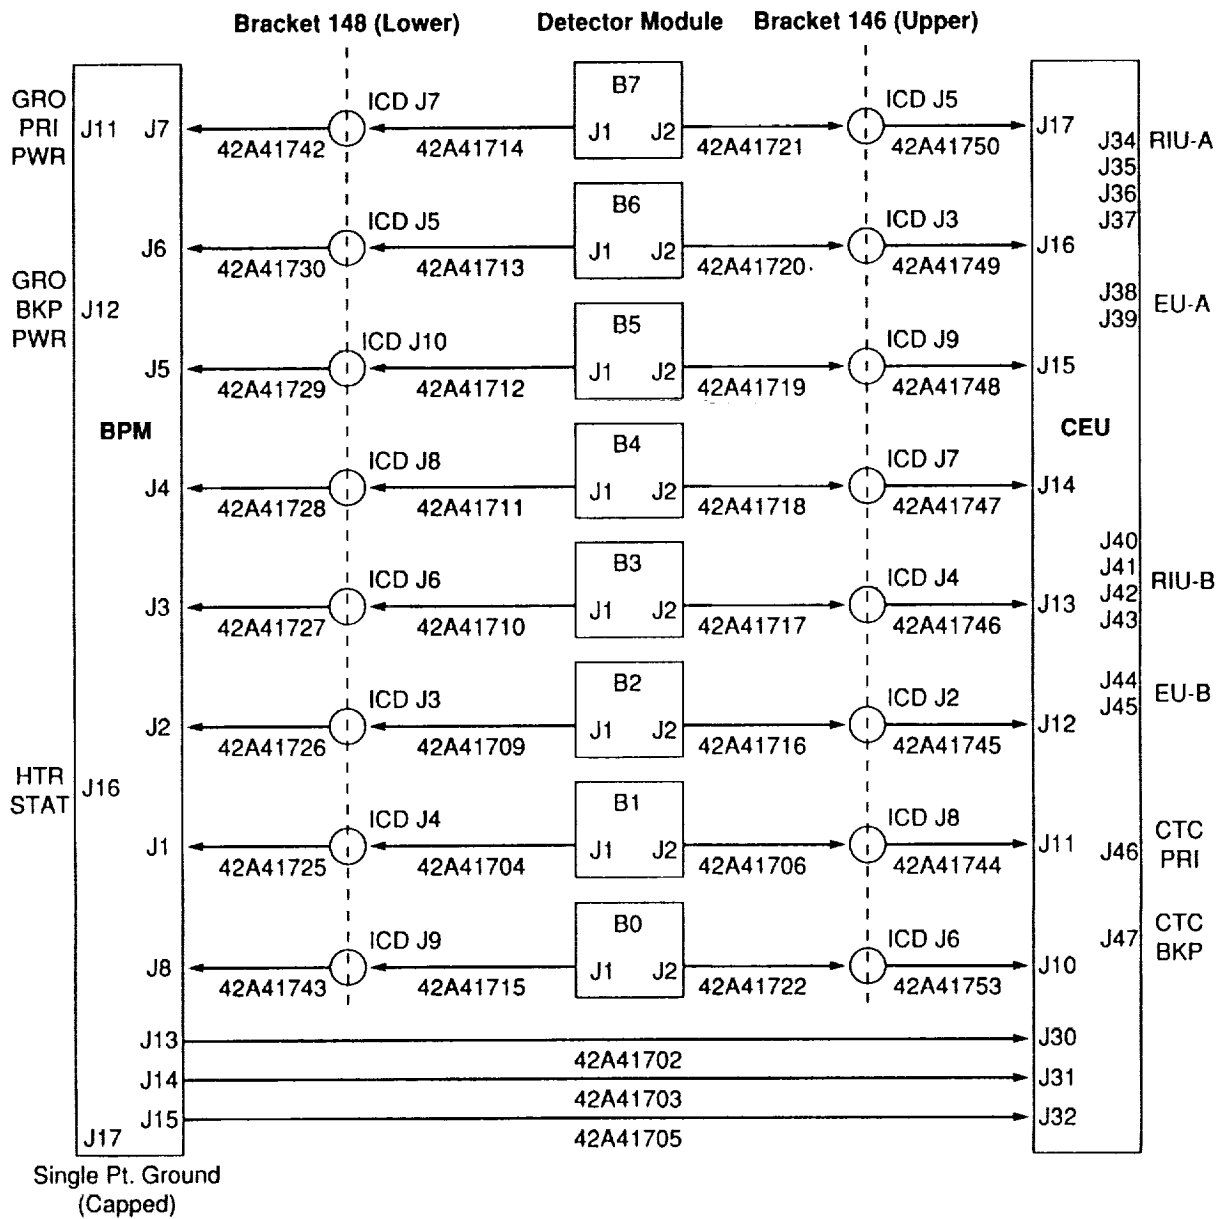 Bracket 148 (Lower) Detector Module Bracket 146 (Upper)
GRO
PRI
PWR
J11 J7
42A41742
ICD J7
42A41714
B7
J1 J2
42A41721
ICD J5
42A41750
J17
J34
J35
J36
J37
RIU-A
J6
42A41730
ICD J5
42A41713
B6
J1 J2
42A41720
ICD J3
42A41749
J16
GRO
BKP
PWR
J12
J38
J39
EU-A
J5
42A41729
ICD J10
42A41712
B5
J1 J2
42A41719
ICD J9
42A41748
J15
BPM
CEU
J4
42A41728
ICD J8
42A41711
B4
J1 J2
42A41718
ICD J7
42A41747
J14
J40
J41
J42
J43
RIU-B
J3
42A41727
ICD J6
42A41710
B3
J1 J2
42A41717
ICD J4
42A41746
J13
J44
J45
EU-B
J2
42A41726
ICD J3
42A41709
B2
J1 J2
42A41716
ICD J2
42A41745
J12
HTR
STAT
J16
J1
42A41725
ICD J4
42A41704
B1
J1 J2
42A41706
ICD J8
42A41744
J11
J46
CTC
PRI
J8
42A41743
ICD J9
42A41715
B0
J1 J2
42A41722
ICD J6
42A41753
J10
J47
CTC
BKP
J13
42A41702
J30
J14
42A41703
J31
J15
42A41705
J32
J17
Single Pt. Ground
(Capped)